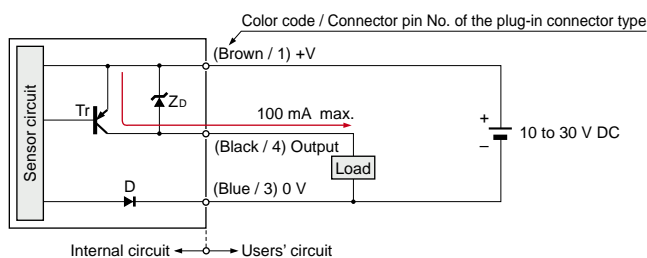 Color code / Connector pin No. of the plug-in connector type
(Brown / 1) +V
Sensor circuit
Tr
ZD
100 mA max.
+
10 to 30 V DC
–
(Black / 4) Output
Load
D
(Blue / 3) 0 V
Internal circuit
Users' circuit